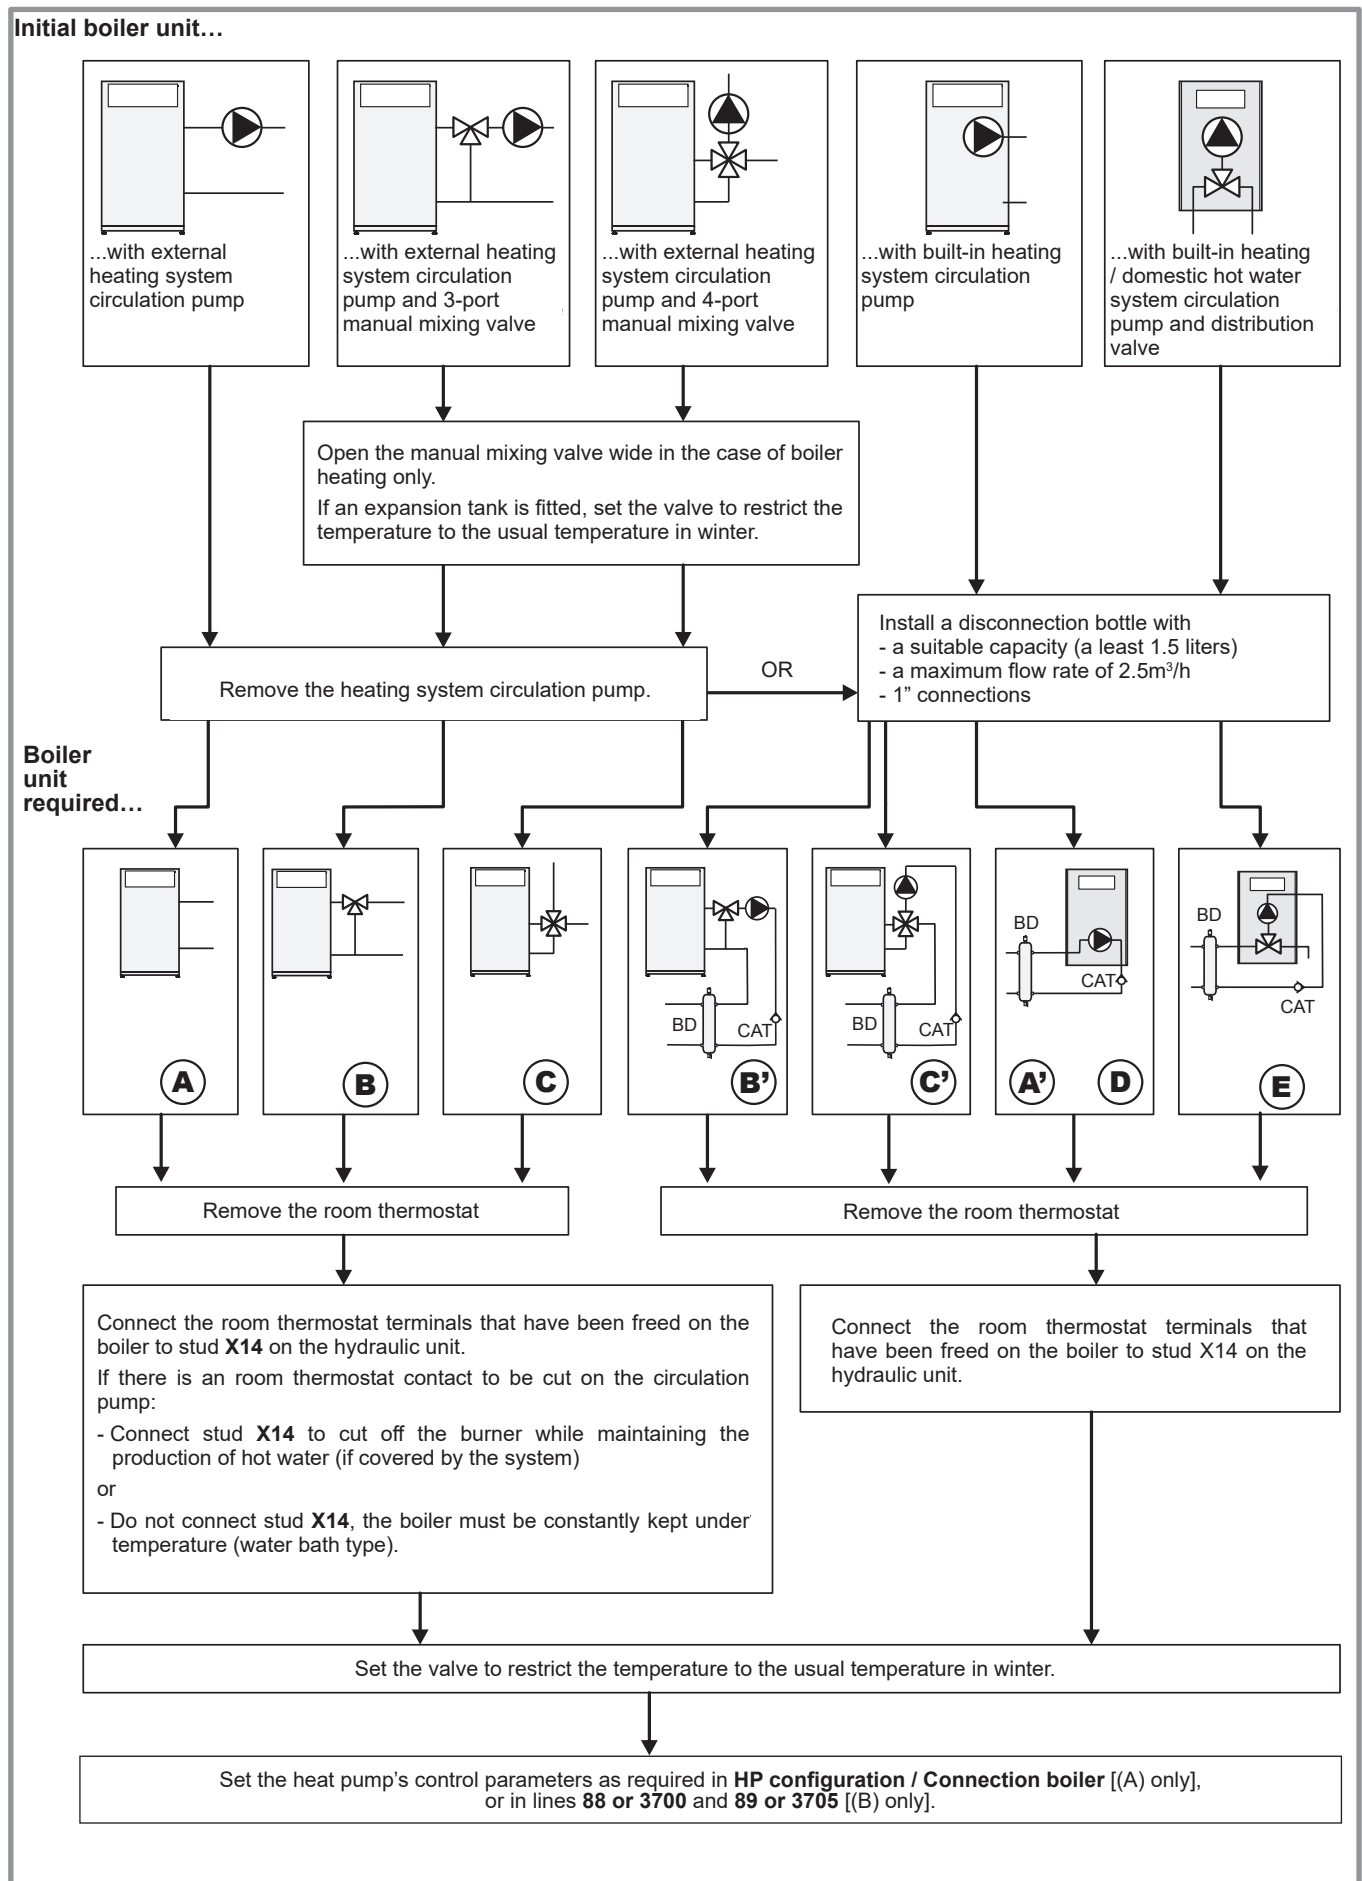 Initial boiler unit…
...with external
heating system
circulation pump
...with external heating
system circulation
pump and 3-port
manual mixing valve
...with external heating
system circulation
pump and 4-port
manual mixing valve
...with built-in heating
system circulation
pump
...with built-in heating
/ domestic hot water
system circulation
pump and distribution
valve
Open the manual mixing valve wide in the case of boiler
heating only.
If an expansion tank is fitted, set the valve to restrict the
temperature to the usual temperature in winter.
Remove the heating system circulation pump.
OR
Install a disconnection bottle with
- a suitable capacity (a least 1.5 liters)
- a maximum flow rate of 2.5m³/h
- 1” connections
Boiler
unit
required…
A
B
C
BD
CAT
B’
BD
CAT
C’
BD
CAT
A’
D
BD
CAT
E
Remove the room thermostat
Remove the room thermostat
Connect the room thermostat terminals that have been freed on the
boiler to stud X14 on the hydraulic unit.
If there is an room thermostat contact to be cut on the circulation
pump:
- Connect stud X14 to cut off the burner while maintaining the
production of hot water (if covered by the system)
or
- Do not connect stud X14, the boiler must be constantly kept under
temperature (water bath type).
Connect the room thermostat terminals that
have been freed on the boiler to stud X14 on the
hydraulic unit.
Set the valve to restrict the temperature to the usual temperature in winter.
Set the heat pump’s control parameters as required in HP configuration / Connection boiler [(A) only],
or in lines 88 or 3700 and 89 or 3705 [(B) only].